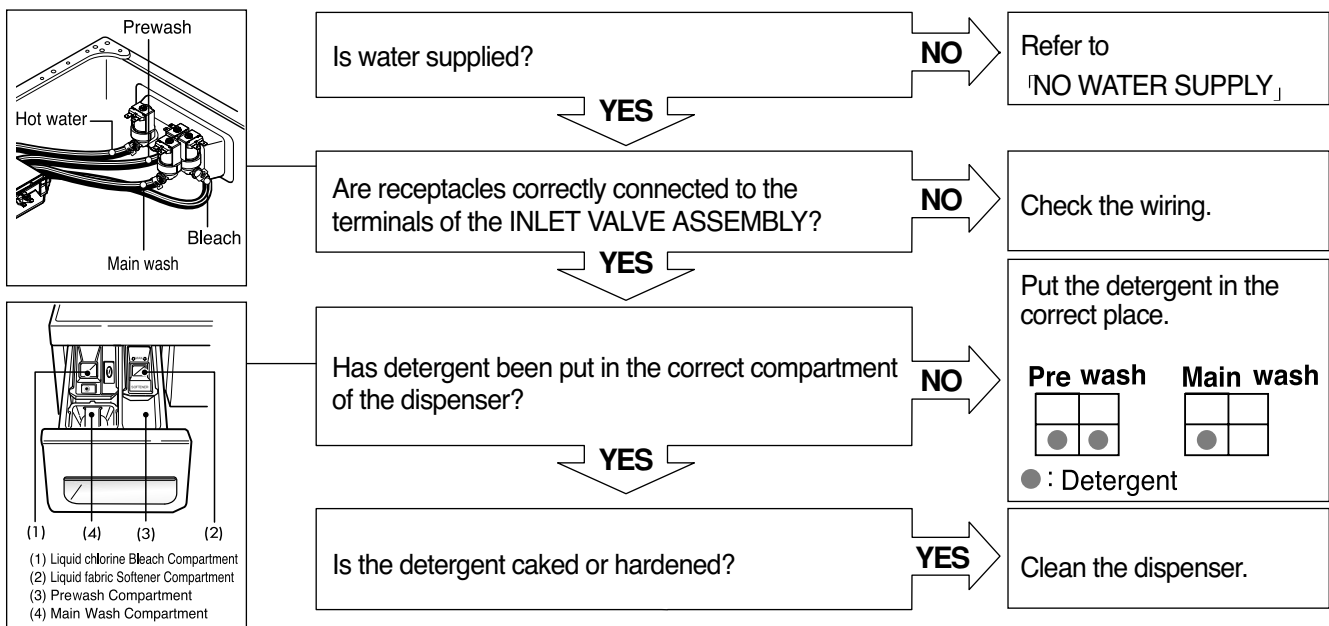 Prewash
Hot water
Bleach
Main wash
Is water supplied?
NO
Refer to
「NO WATER SUPPLY」
YES
Are receptacles correctly connected to the
terminals of the INLET VALVE ASSEMBLY?
NO
Check the wiring.
YES
Has detergent been put in the correct compartment
of the dispenser?
NO
Put the detergent in the
correct place.
Pre wash
Main wash
: Detergent
YES
(1) (4) (3) (2)
(1) Liquid chlorine Bleach Compartment
(2) Liquid fabric Softener Compartment
(3) Prewash Compartment
(4) Main Wash Compartment
Is the detergent caked or hardened?
YES
Clean the dispenser.